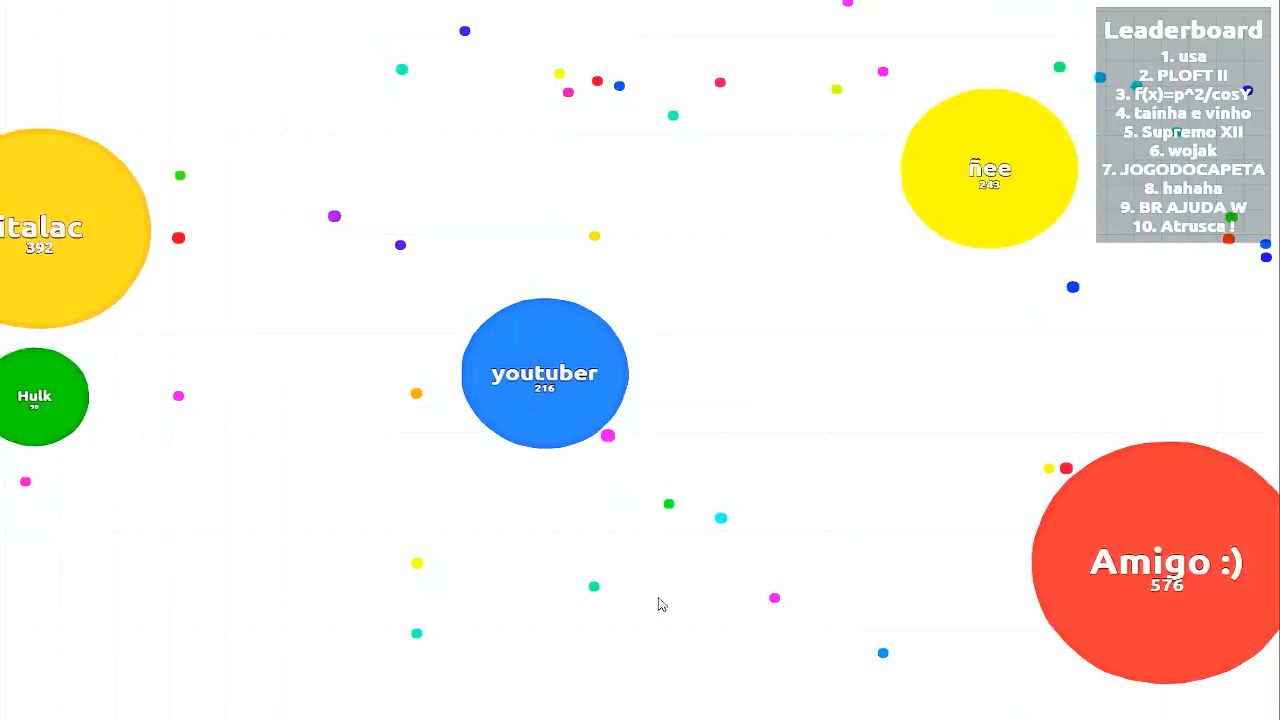 Leaderboard
1. usa
2. PLOFT II
3. f(x)=p^2/cosY
4. tainha e vinho
5. Supremo XII
6. wojak
7. JOGODOCAPETA
8. hahaha
9. BR AJUDA W
10. Atrusca !
ñee
243
italac
392
youtuber
216
Hulk
Amigo :)
576